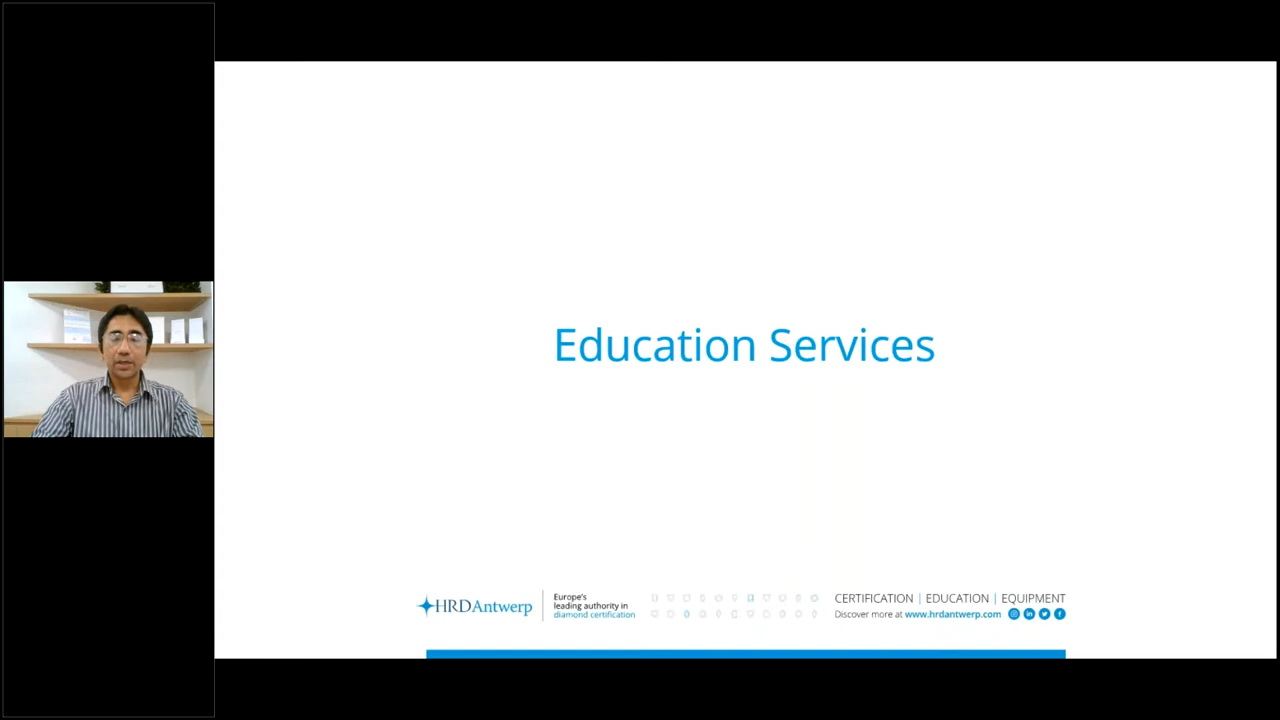 Education Services
HRDAntwerp
Europe's
leading authority in
diamond certification
CERTIFICATION | EDUCATION | EQUIPMENT
Discover more at www.hrdantwerp.com